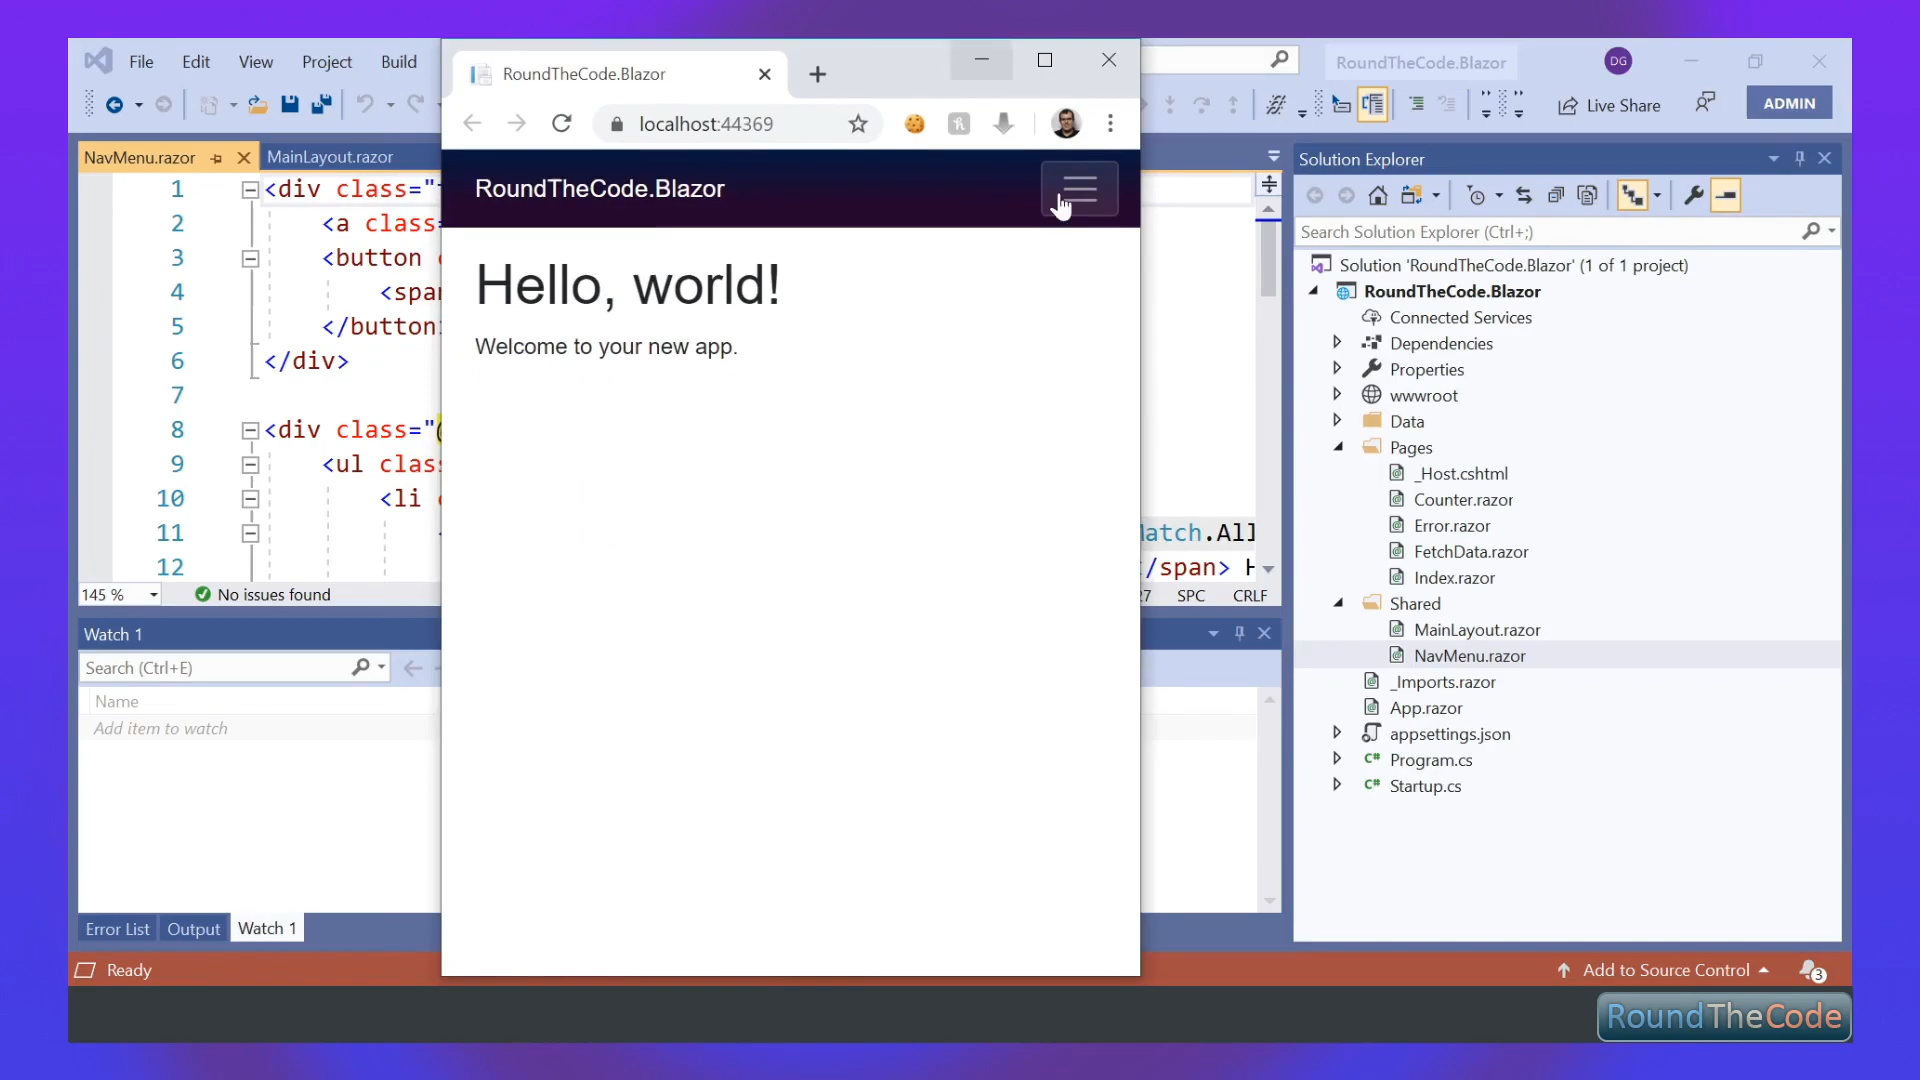 File Edit View Project Build
RoundTheCode.Blazor
RoundTheCode.Blazor
DG
localhost:44369
Live Share
ADMIN
NavMenu.razor
MainLayout.razor
RoundTheCode.Blazor
1 <div class="
2 <a class=
3 <button
4 <span
5 </button>
6 </div>
7
8 <div class="@
9 <ul class
10 <li
11
Match.All
12
</span> H
145 %
No issues found
SPC CRLF
Hello, world!
Welcome to your new app.
Watch 1
Search (Ctrl+E)
Name
Add item to watch
Error List Output Watch 1
Ready
Solution Explorer
Search Solution Explorer (Ctrl+;)
Solution 'RoundTheCode.Blazor' (1 of 1 project)
RoundTheCode.Blazor
Connected Services
Dependencies
Properties
wwwroot
Data
Pages
_Host.cshtml
Counter.razor
Error.razor
FetchData.razor
Index.razor
Shared
MainLayout.razor
NavMenu.razor
_Imports.razor
App.razor
appsettings.json
C# Program.cs
C# Startup.cs
Add to Source Control
3
RoundTheCode